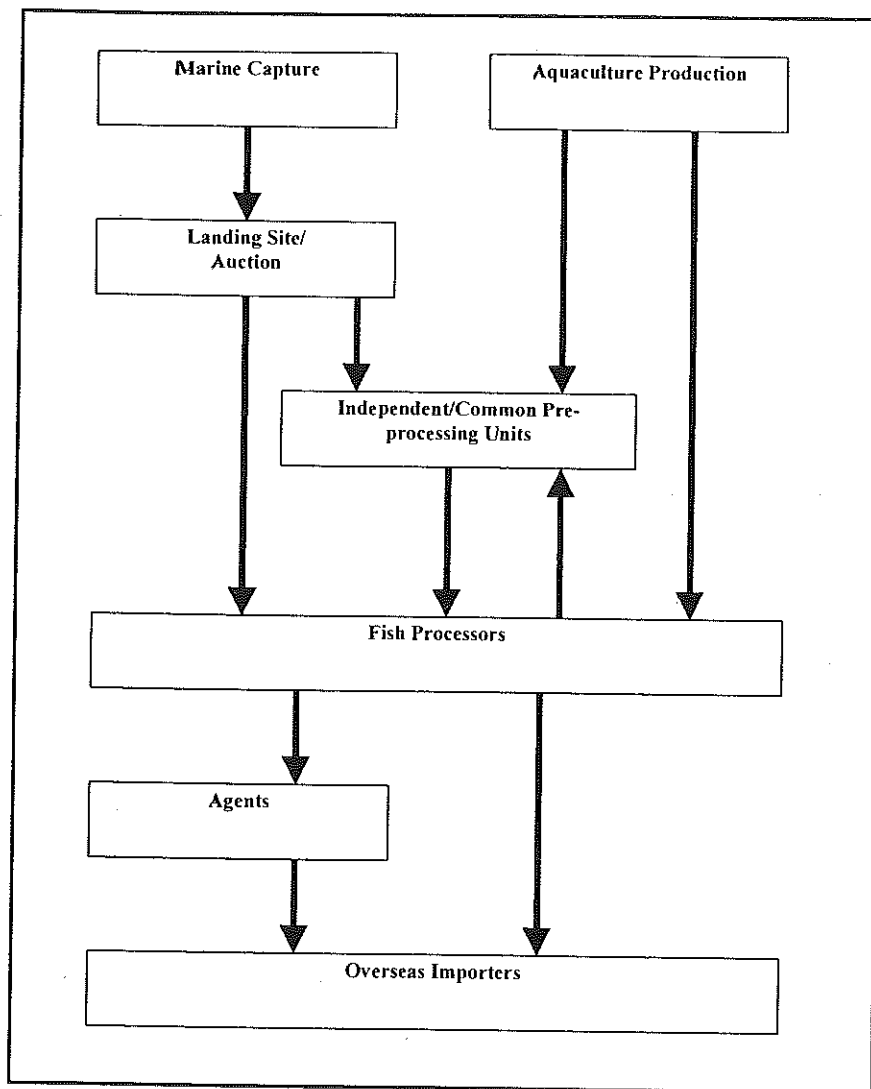 Marine Capture
Aquaculture Production
Landing Site/
Auction
Independent/Common Pre-
processing Units
Fish Processors
Agents
Overseas Importers